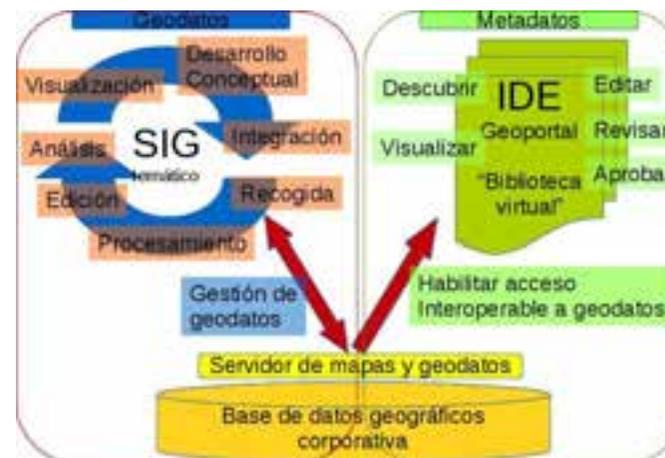 Geodatos
Desarrollo
Conceptual
Visualización
Integración
SIG
temático
Análisis
Edición
Recogida
Procesamiento
Gestión de
geodatos
Metadatos
Descubrir
IDE
Editar
Geoportal
Revisar
Visualizar
Aproba
"Biblioteca
virtual"
Habilitar acceso
Interoperable a geodatos
Servidor de mapas y geodatos
Base de datos geográficos
corporativa